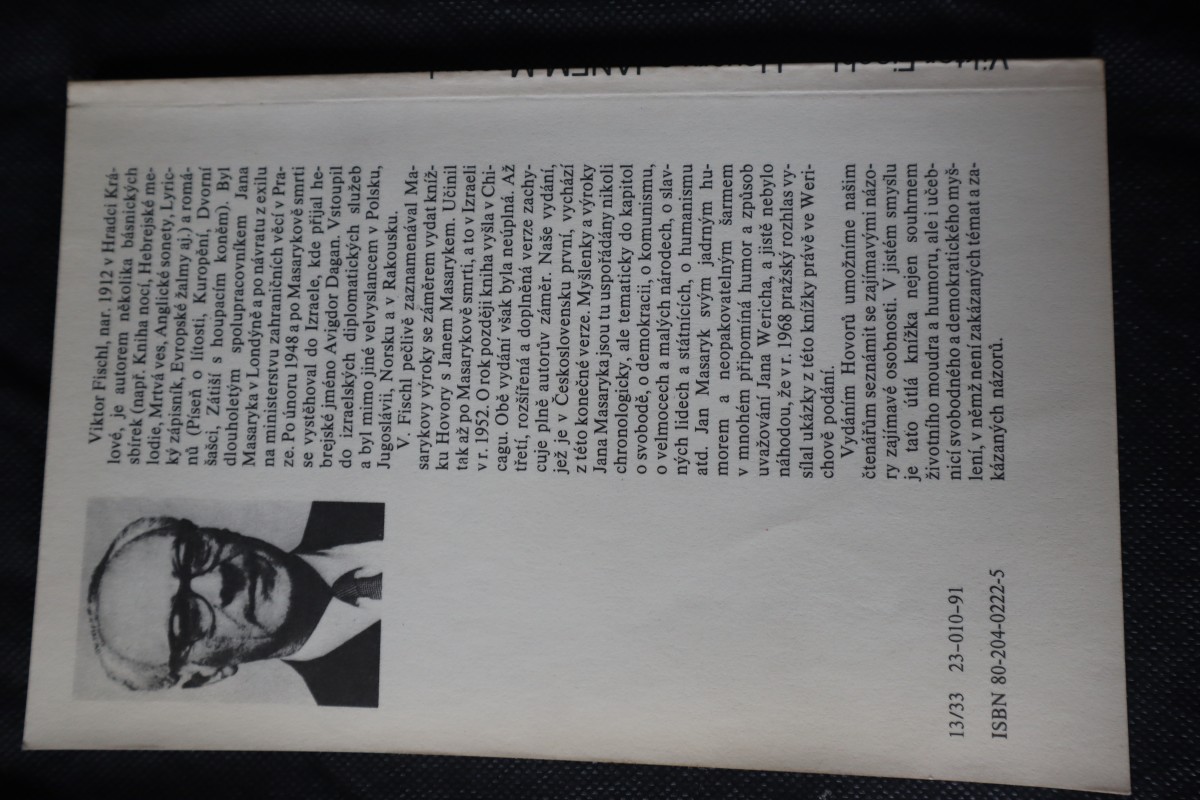 Viktor Fischl, nar. 1912 v Hradci Krá-
lové, je autorem několika básnických
sbírek (např. Kniha nocí, Hebrejské me-
lodie, Mrtvá ves, Anglické sonety, Lyric-
ký zápisník, Evropské žalmy aj.) a romá-
nů (Píseň o lítosti, Kuropění, Dvorní
šašci, Zátiší s houpacím koněm). Byl
dlouholetým spolupracovníkem Jana
Masaryka v Londýně a po návratu z exilu
na ministerstvu zahraničních věcí v Pra-
ze. Po únoru 1948 a po Masarykově smrti
se vystěhoval do Izraele, kde přijal he-
brejské jméno Avigdor Dagan. Vstoupil
do izraelských diplomatických služeb
a byl mimo jiné velvyslancem v Polsku,
Jugoslávii, Norsku a v Rakousku.
V. Fischl pečlivě zaznamenával Ma-
sarykovy výroky se záměrem vydat kníž-
ku Hovory s Janem Masarykem. Učinil
tak až po Masarykově smrti, a to v Izraeli
v r. 1952. O rok později kniha vyšla v Chi-
cagu. Obě vydání však byla neúplná. Až
třetí, rozšířená a doplněná verze zachy-
cuje plně autorův záměr. Naše vydání,
jež je v Československu první, vychází
z této konečné verze. Myšlenky a výroky
Jana Masaryka jsou tu uspořádány nikoli
chronologicky, ale tematicky do kapitol
o svobodě, o demokracii, o komunismu,
o velmocech a malých národech, o slav-
ných lidech a státnících, o humanismu
atd. Jan Masaryk svým jadrným hu-
morem a neopakovatelným šarmem
v mnohém připomíná humor a způsob
uvažování Jana Wericha, a jistě nebylo
náhodou, že v r. 1968 pražský rozhlas vy-
sílal ukázky z této knížky právě ve Weri-
chově podání.
Vydáním Hovorů umožníme našim
čtenářům seznámit se zajímavými názo-
ry zajímavé osobnosti. V jistém smyslu
je tato útlá knížka nejen souhrnem
životního moudra a humoru, ale i učeb-
nicí svobodného a demokratického myš-
lení, v němž není zakázaných témat a za-
kázaných názorů.
13/33 23-010-91
ISBN 80-204-0222-5